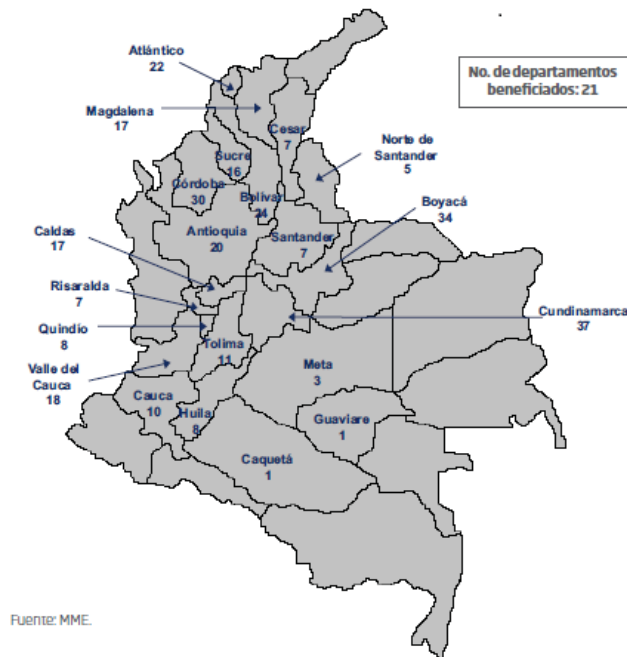 Atlántico
22
No. de departamentos
beneficiados: 21
Magdalena
17
Cesar
7
Norte de
Santander
5
Sucre
16
Córdoba
30
Bolívar
24
Boyacá
34
Antioquia
20
Santander
7
Caldas
17
Risaralda
7
Cundinamarca
37
Quindío
8
Tolima
11
Valle del
Cauca
18
Meta
3
Cauca
10
Huila
8
Guaviare
1
Caquetá
1
Fuente: MME.